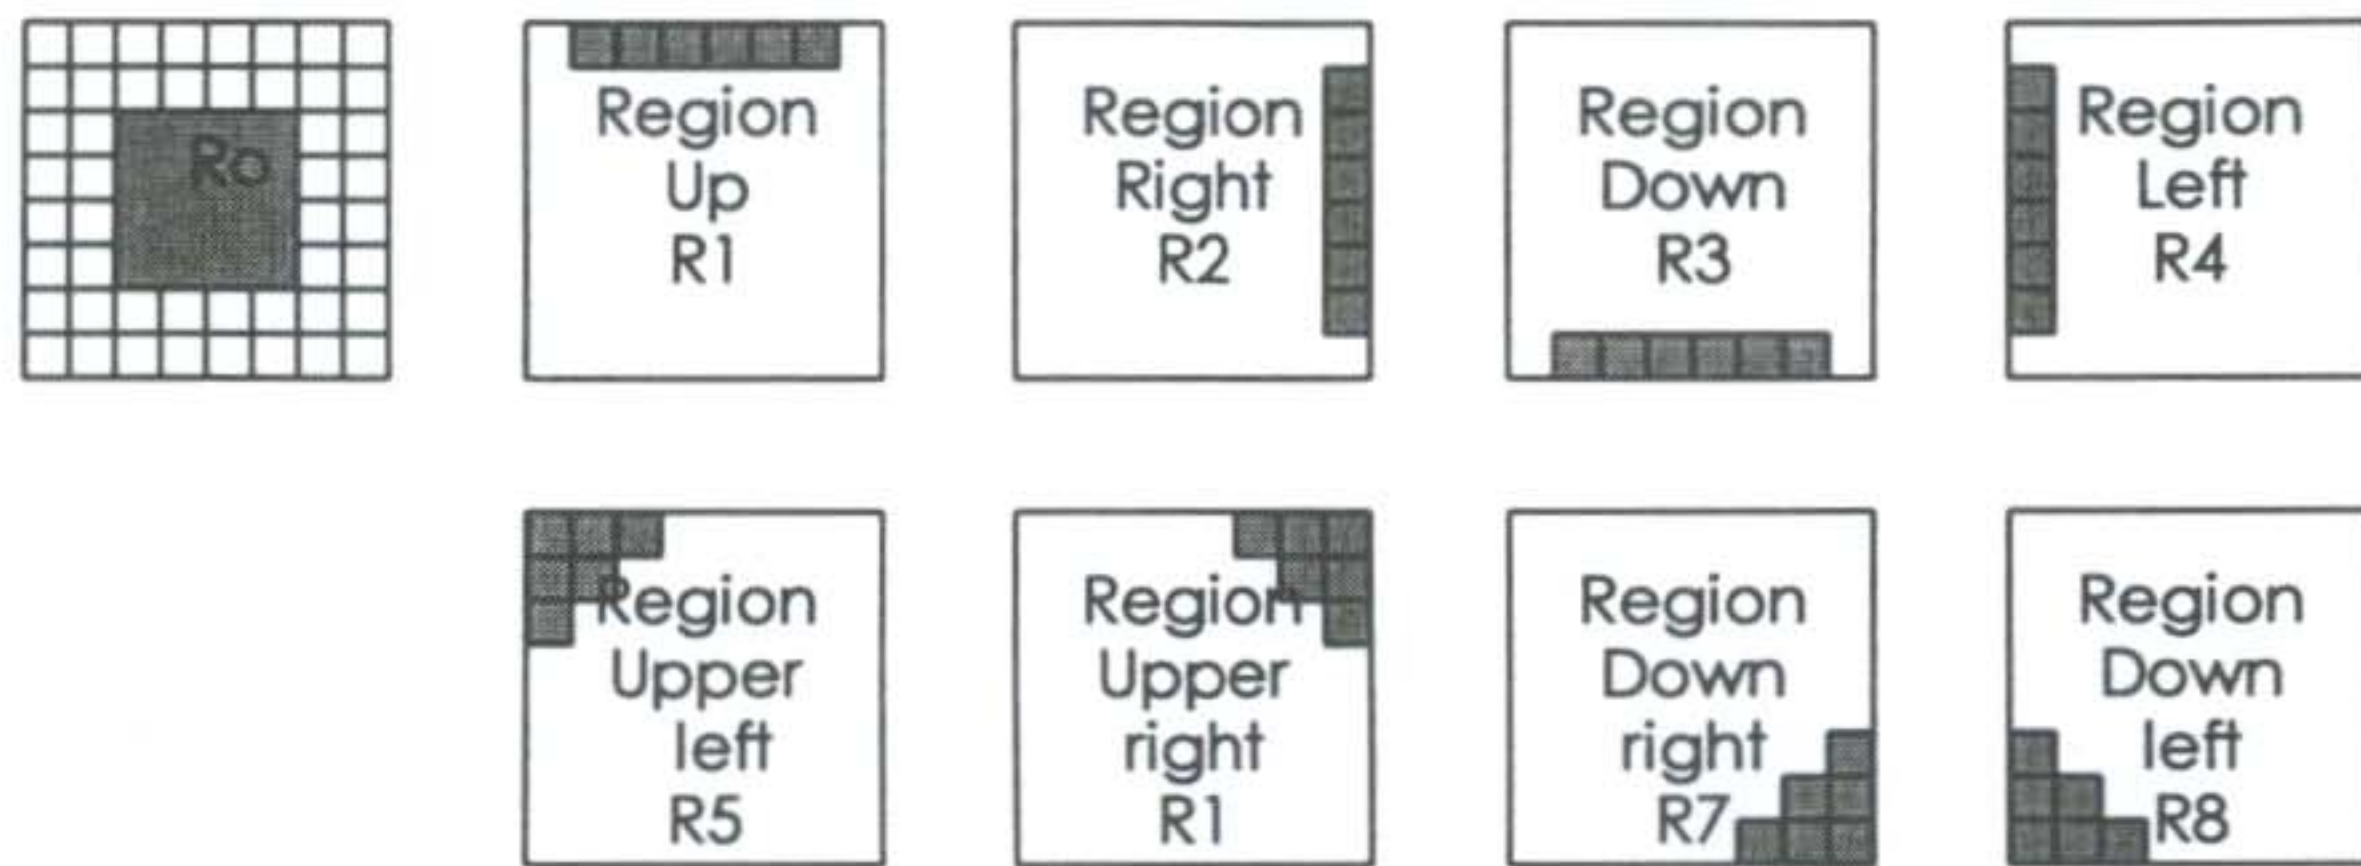 Ro
Region
Up
R1
Region
Right
R2
Region
Down
R3
Region
Left
R4
Region
Upper
left
R5
Region
Upper
right
R1
Region
Down
right
R7
Region
Down
left
R8